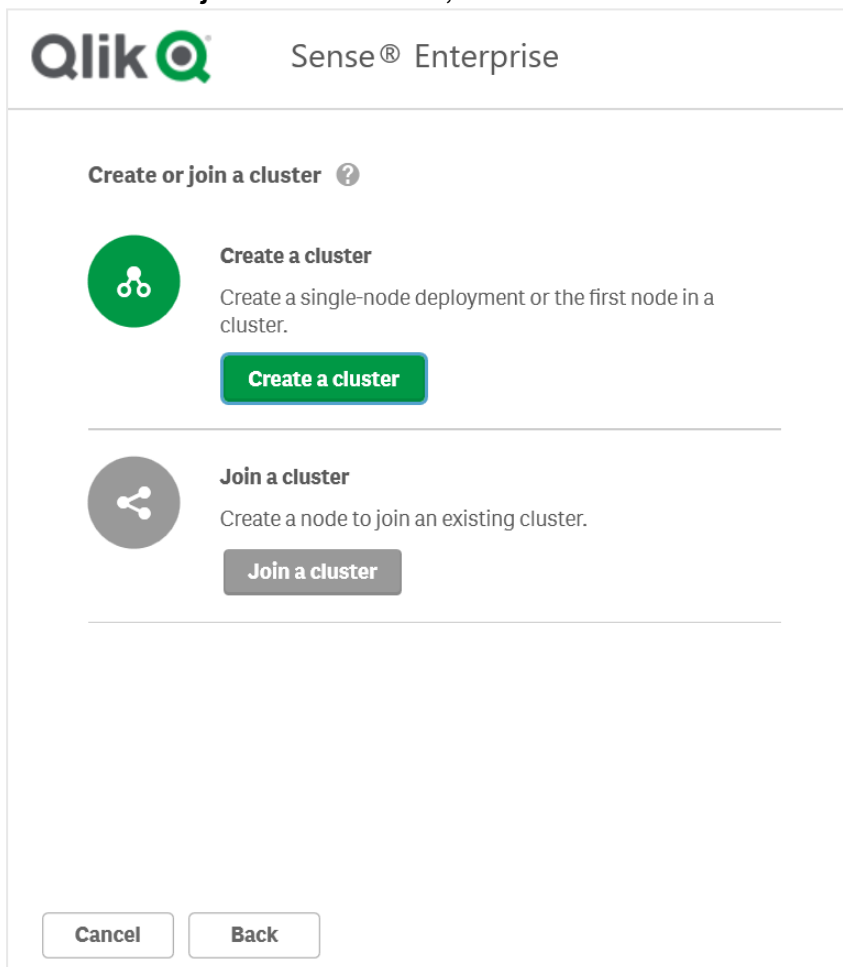 Qlik Sense® Enterprise
Create or join a cluster ?
Create a cluster
Create a single-node deployment or the first node in a
cluster.
Create a cluster
Join a cluster
Create a node to join an existing cluster.
Join a cluster
Cancel Back